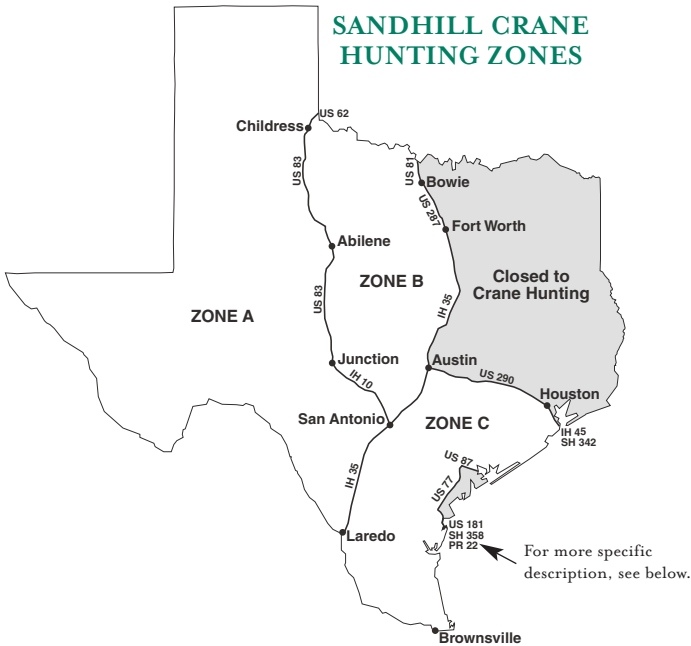 SANDHILL CRANE
HUNTING ZONES
US 62
Childress
US 83
US 81
Bowie
US 287
Fort Worth
Abilene
ZONE B
Closed to
Crane Hunting
US 83
ZONE A
IH 35
Junction
Austin
IH 10
US 290
Houston
San Antonio
ZONE C
IH 45
SH 342
US 87
IH 35
US 77
US 181
SH 358
PR 22
Laredo
For more specific
description, see below.
Brownsville